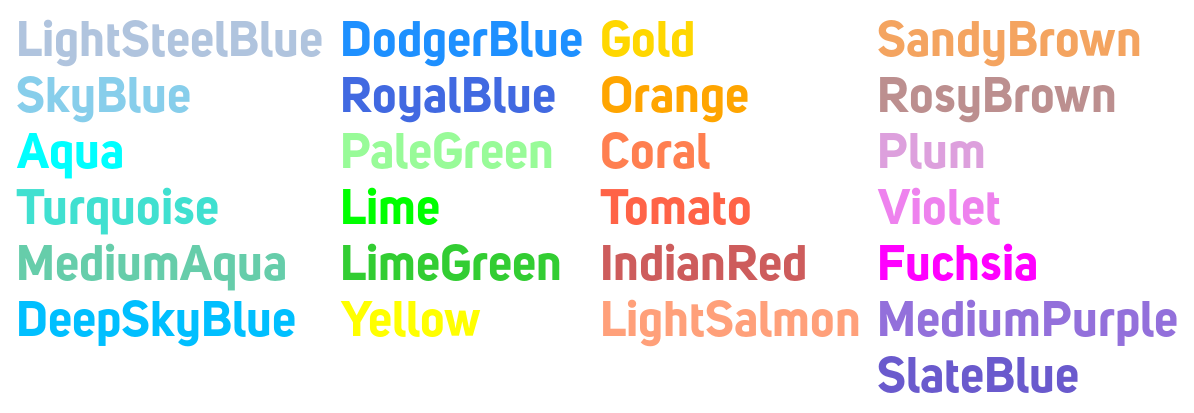 LightSteelBlue
SkyBlue
Aqua
Turquoise
MediumAqua
DeepSkyBlue
DodgerBlue
RoyalBlue
PaleGreen
Lime
LimeGreen
Yellow
Gold
Orange
Coral
Tomato
IndianRed
LightSalmon
SandyBrown
RosyBrown
Plum
Violet
Fuchsia
MediumPurple
SlateBlue